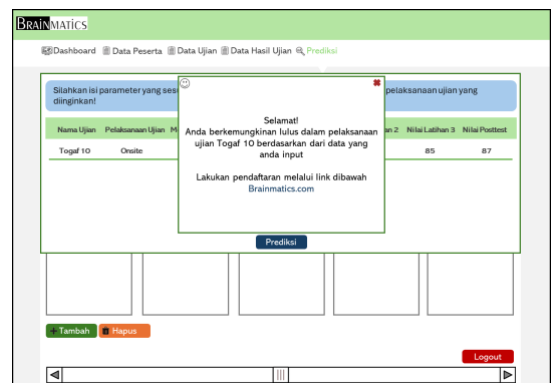 BRAINMATICS
Dashboard Data Peserta Data Ujian Data Hasil Ujian Prediksi
Silahkan isi parameter yang pelaksanaan ujian yang
diinginkan!
Selamat!
Anda berkemungkinan lulus dalam pelaksanaan
ujian Togaf 10 berdasarkan dari data yang
anda input
Lakukan pendaftaran melalui link dibawah
Brainmatics.com
Nama Ujian Pelaksanaan Ujian 2 Nilai Latihan 3 Nilai Posttest
Togaf 10 Onsite 85 87
Prediksi
Tambah Hapus
Logout